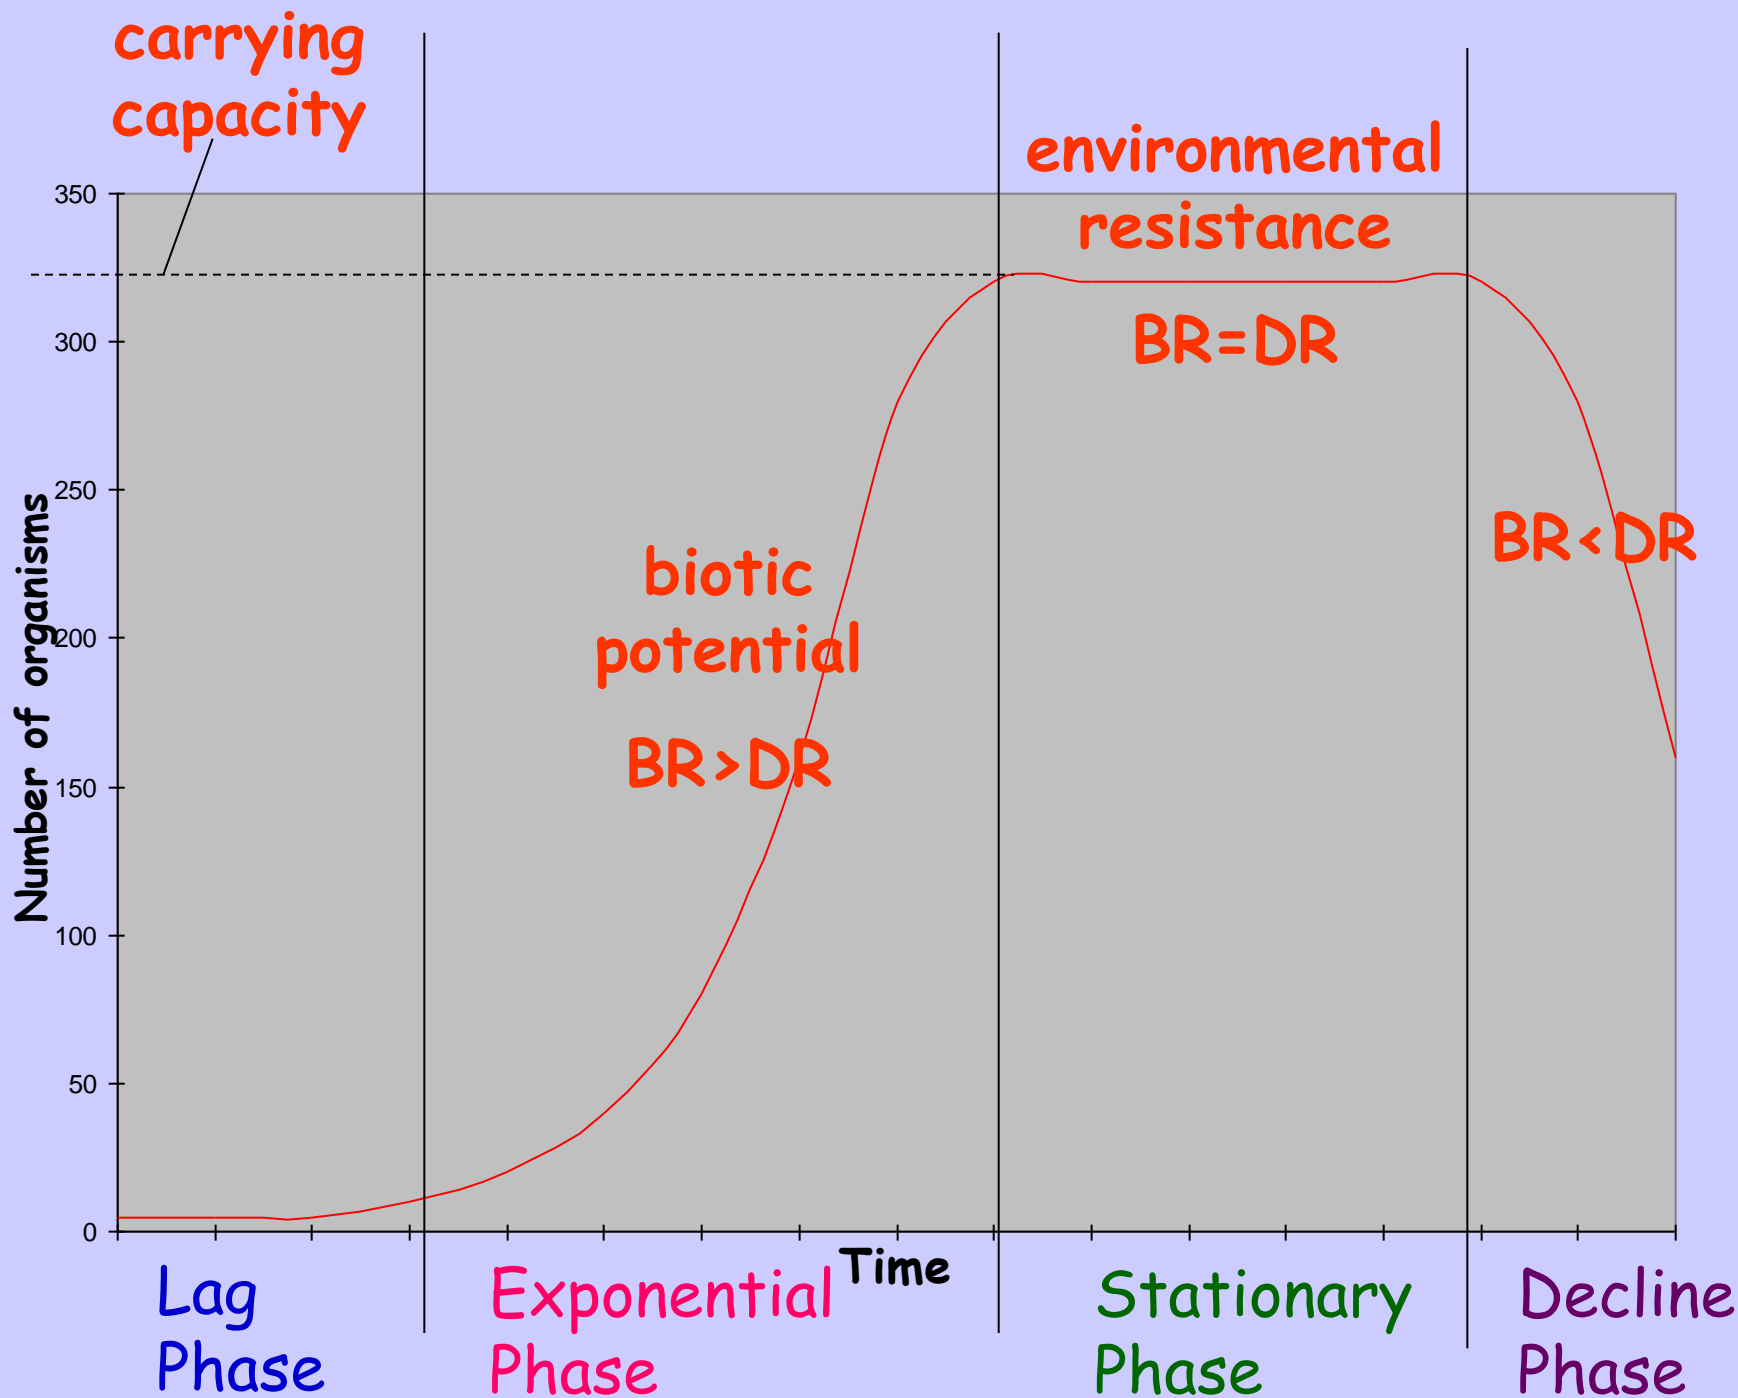 carrying
capacity
environmental
resistance
350
300
250
200
150
100
50
0
Number of organisms
BR=DR
BR<DR
biotic
potential
BR>DR
Time
Lag
Phase
Exponential
Phase
Stationary
Phase
Decline
Phase